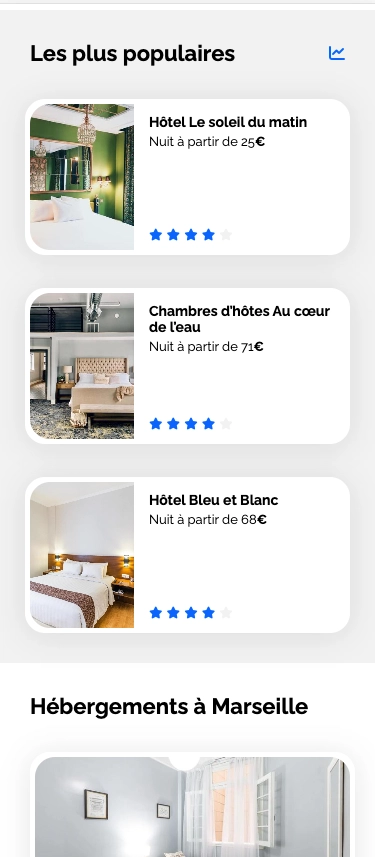 Les plus populaires
Hôtel Le soleil du matin
Nuit à partir de 25€
Chambres d'hôtes Au cœur
de l'eau
Nuit à partir de 71€
Hôtel Bleu et Blanc
Nuit à partir de 68€
Hébergements à Marseille